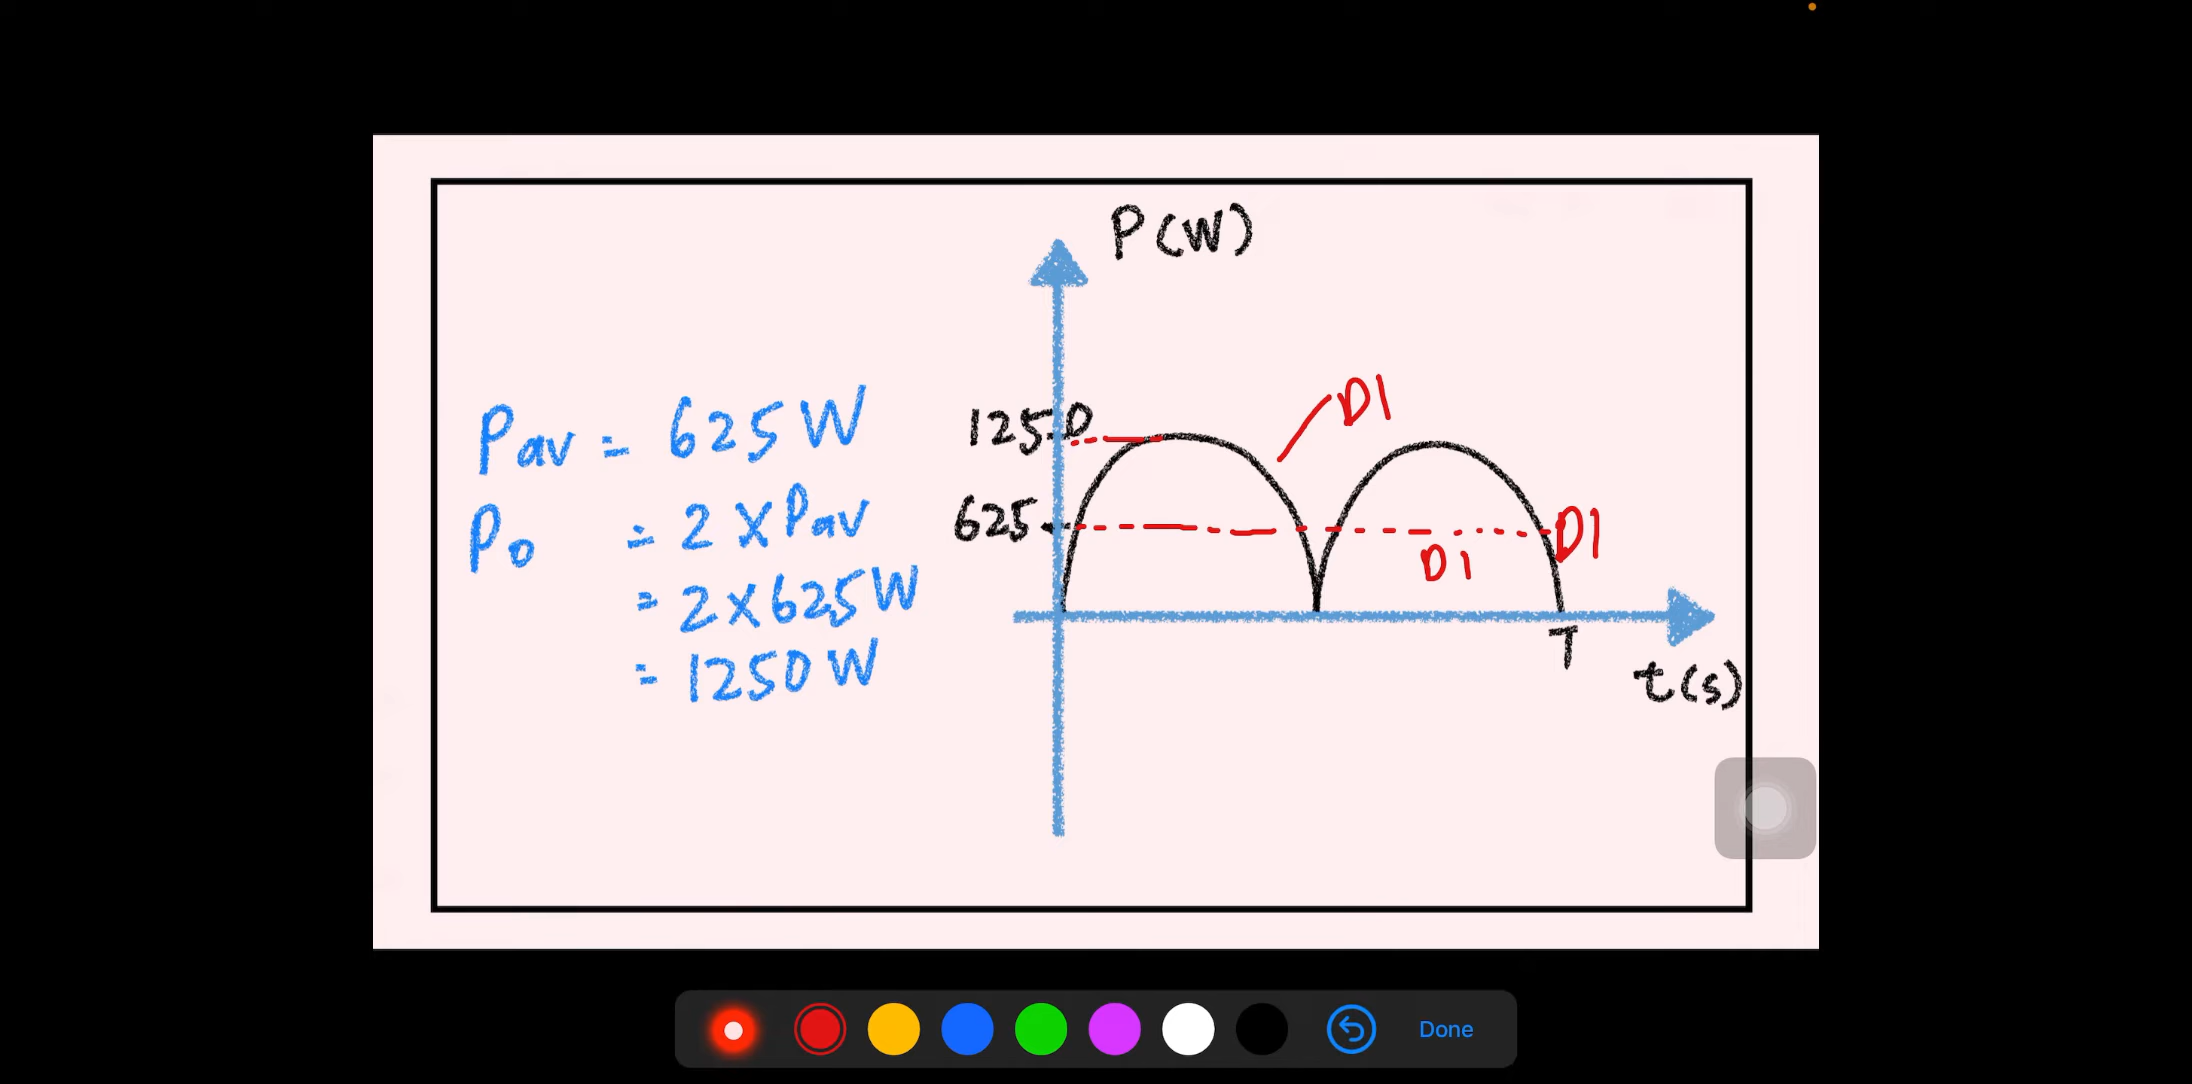 P(W)
Pav = 625 W
Po = 2 X Pav
= 2 X 625 W
= 1250 W
1250
625
D1
D1
D1
T
t(s)
Done